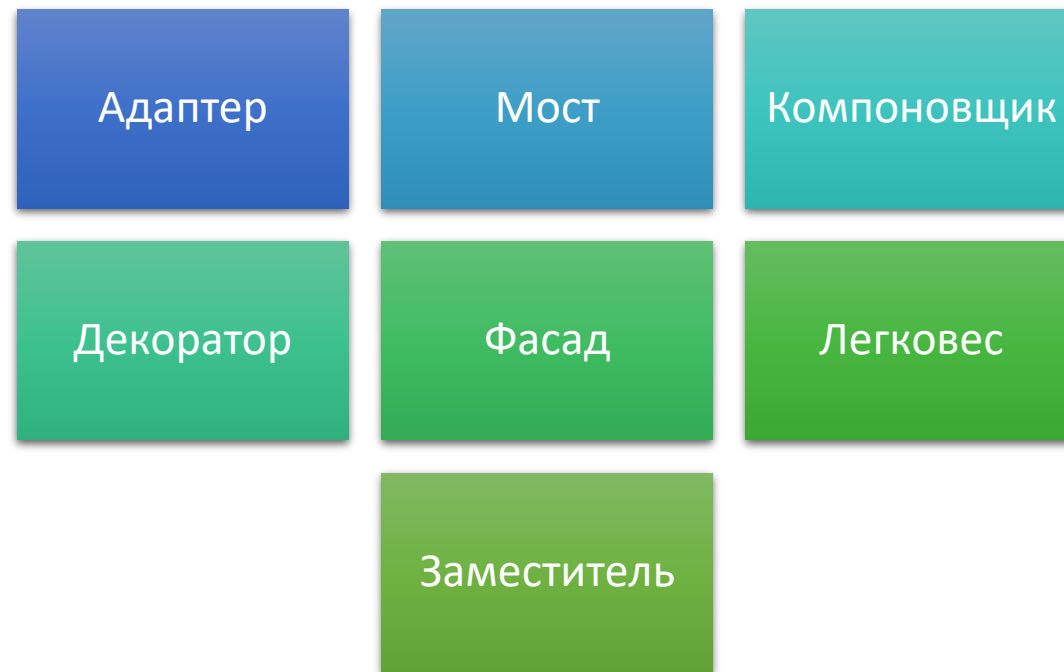 Адаптер
Мост
Компоновщик
Декоратор
Фасад
Легковес
Заместитель